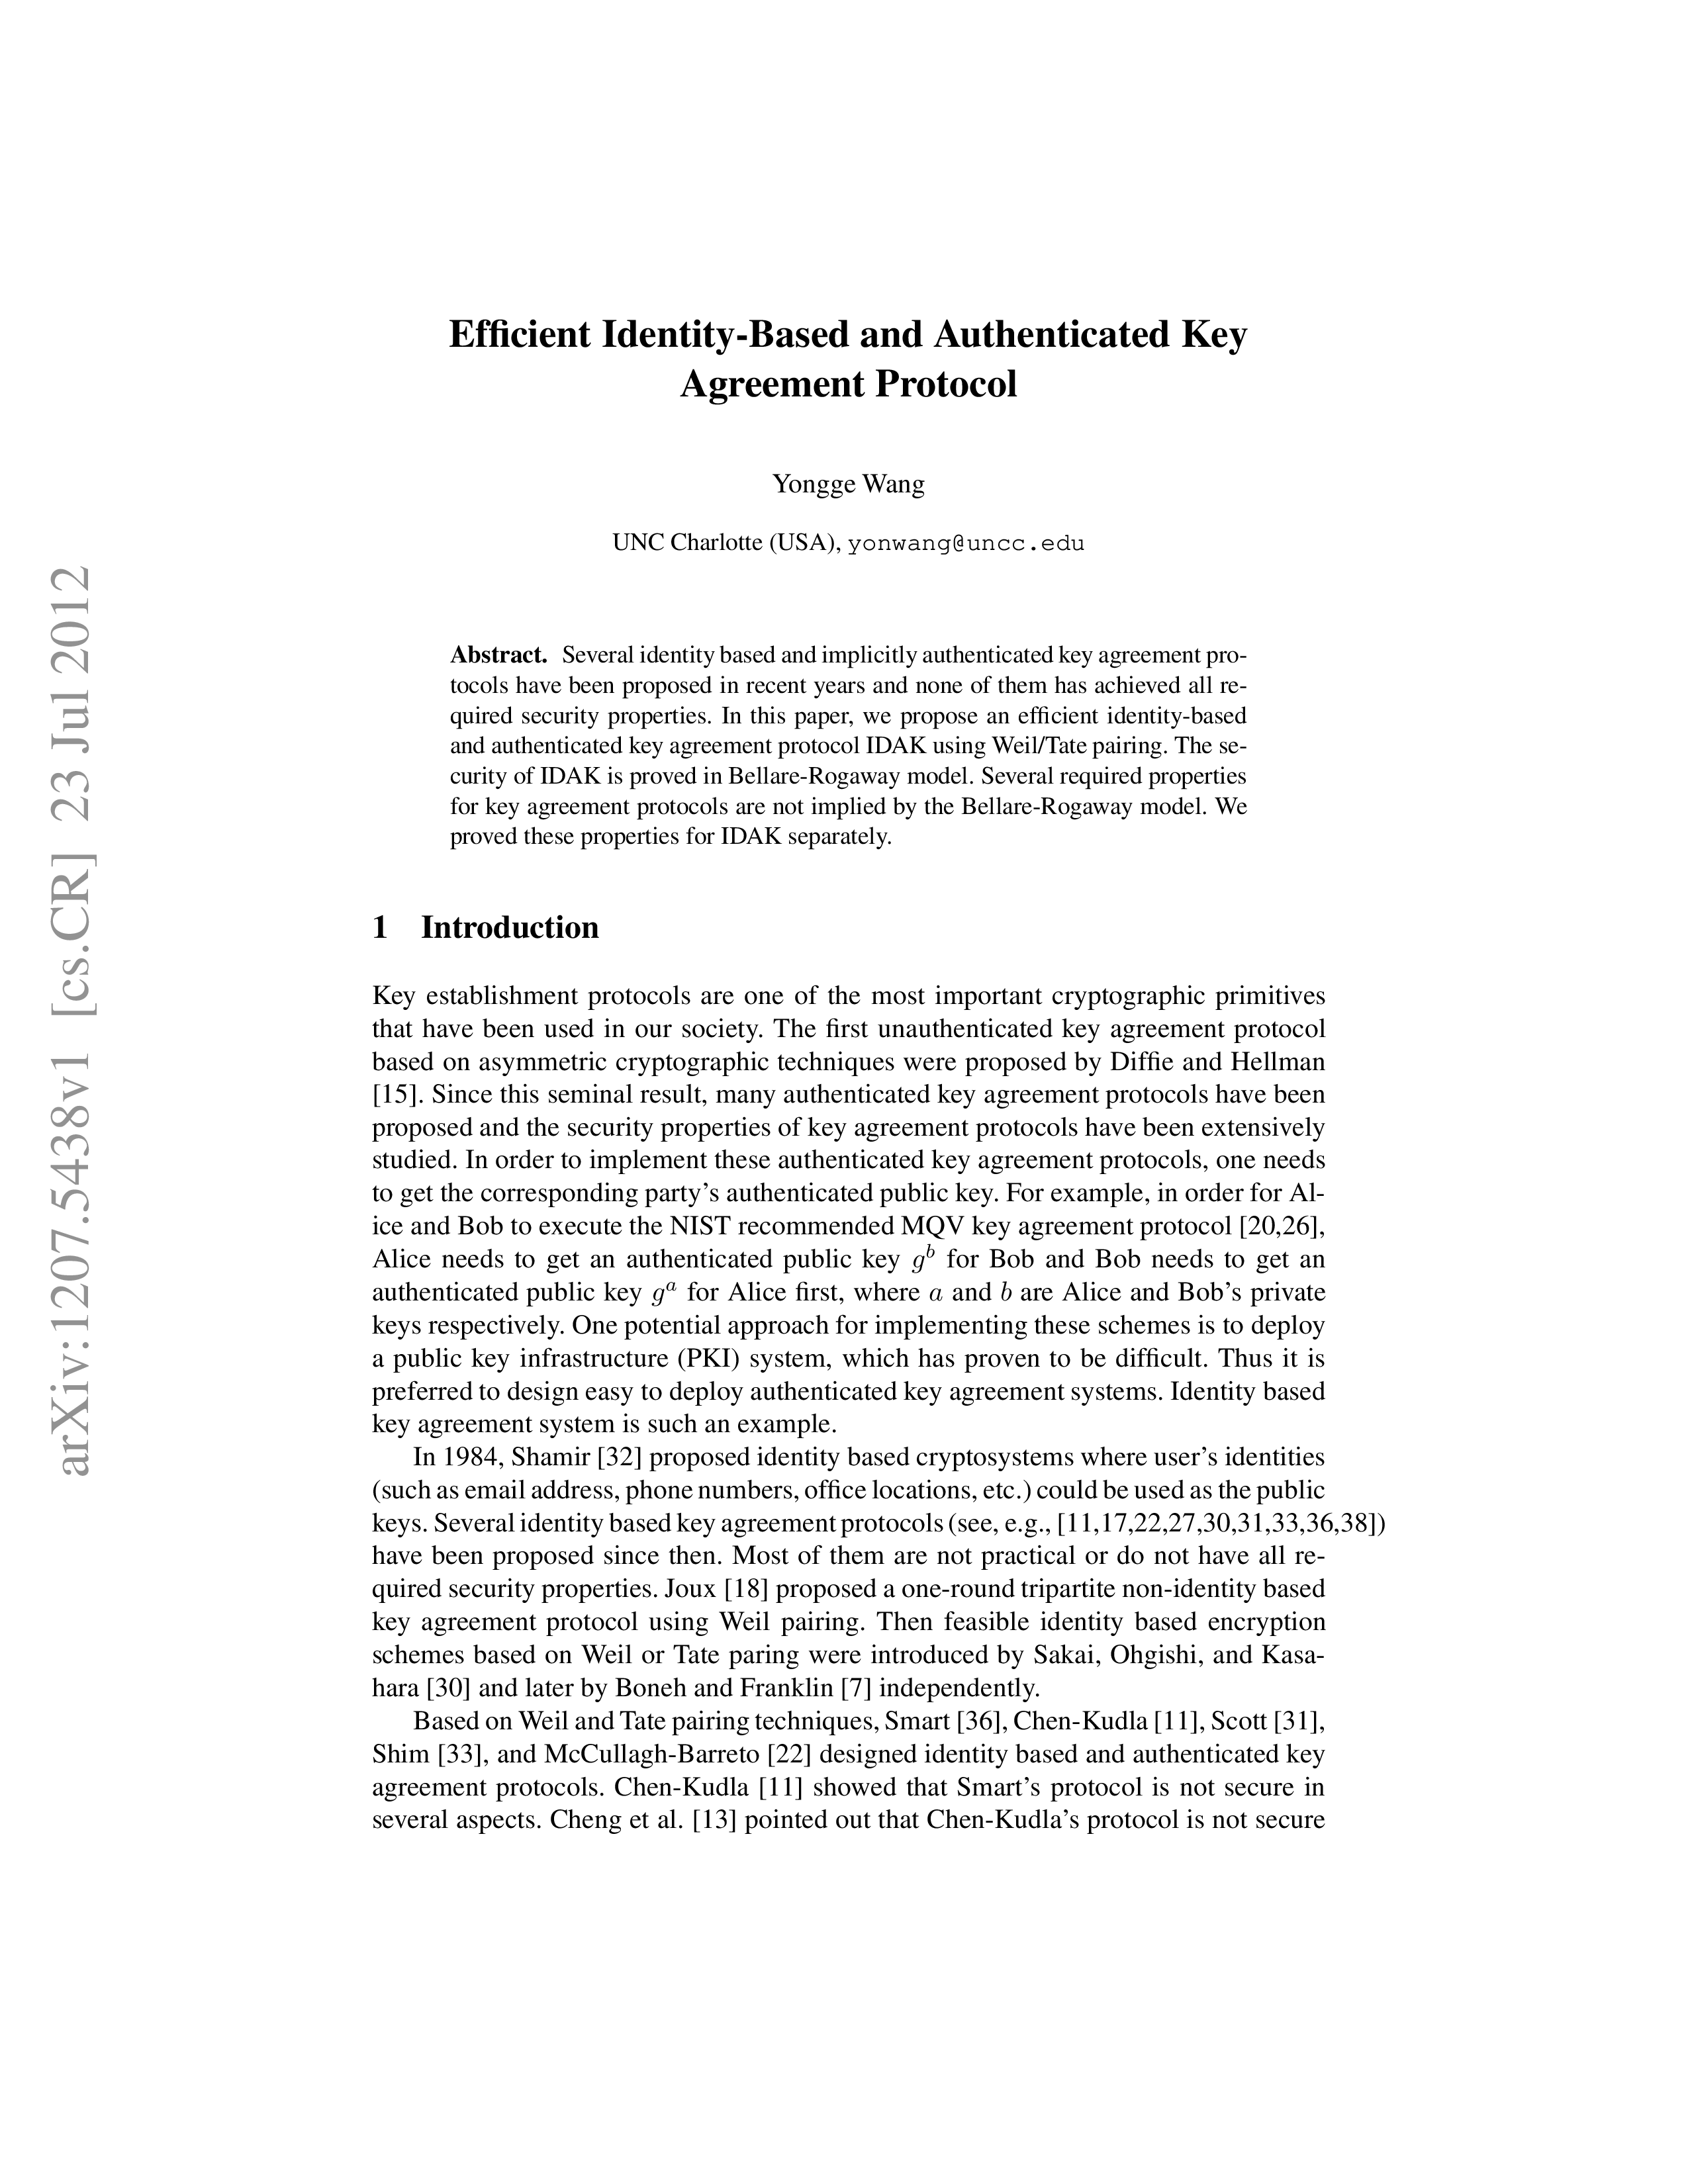 Efficient Identity-Based and Authenticated Key
Agreement Protocol
Yongge Wang
UNC Charlotte (USA), yonwang@uncc.edu
Abstract. Several identity based and implicitly authenticated key agreement pro-
tocols have been proposed in recent years and none of them has achieved all re-
quired security properties. In this paper, we propose an efficient identity-based
and authenticated key agreement protocol IDAK using Weil/Tate pairing. The se-
curity of IDAK is proved in Bellare-Rogaway model. Several required properties
for key agreement protocols are not implied by the Bellare-Rogaway model. We
proved these properties for IDAK separately.
1 Introduction
Key establishment protocols are one of the most important cryptographic primitives
that have been used in our society. The first unauthenticated key agreement protocol
based on asymmetric cryptographic techniques were proposed by Diffie and Hellman
[15]. Since this seminal result, many authenticated key agreement protocols have been
proposed and the security properties of key agreement protocols have been extensively
studied. In order to implement these authenticated key agreement protocols, one needs
to get the corresponding party's authenticated public key. For example, in order for Al-
ice and Bob to execute the NIST recommended MQV key agreement protocol [20,26],
Alice needs to get an authenticated public key g^b for Bob and Bob needs to get an
authenticated public key g^a for Alice first, where a and b are Alice and Bob's private
keys respectively. One potential approach for implementing these schemes is to deploy
a public key infrastructure (PKI) system, which has proven to be difficult. Thus it is
preferred to design easy to deploy authenticated key agreement systems. Identity based
key agreement system is such an example.
In 1984, Shamir [32] proposed identity based cryptosystems where user's identities
(such as email address, phone numbers, office locations, etc.) could be used as the public
keys. Several identity based key agreement protocols (see, e.g., [11,17,22,27,30,31,33,36,38])
have been proposed since then. Most of them are not practical or do not have all re-
quired security properties. Joux [18] proposed a one-round tripartite non-identity based
key agreement protocol using Weil pairing. Then feasible identity based encryption
schemes based on Weil or Tate paring were introduced by Sakai, Ohgishi, and Kasa-
hara [30] and later by Boneh and Franklin [7] independently.
Based on Weil and Tate pairing techniques, Smart [36], Chen-Kudla [11], Scott [31],
Shim [33], and McCullagh-Barreto [22] designed identity based and authenticated key
agreement protocols. Chen-Kudla [11] showed that Smart's protocol is not secure in
several aspects. Cheng et al. [13] pointed out that Chen-Kudla's protocol is not secure
arXiv:1207.5438v1 [cs.CR] 23 Jul 2012